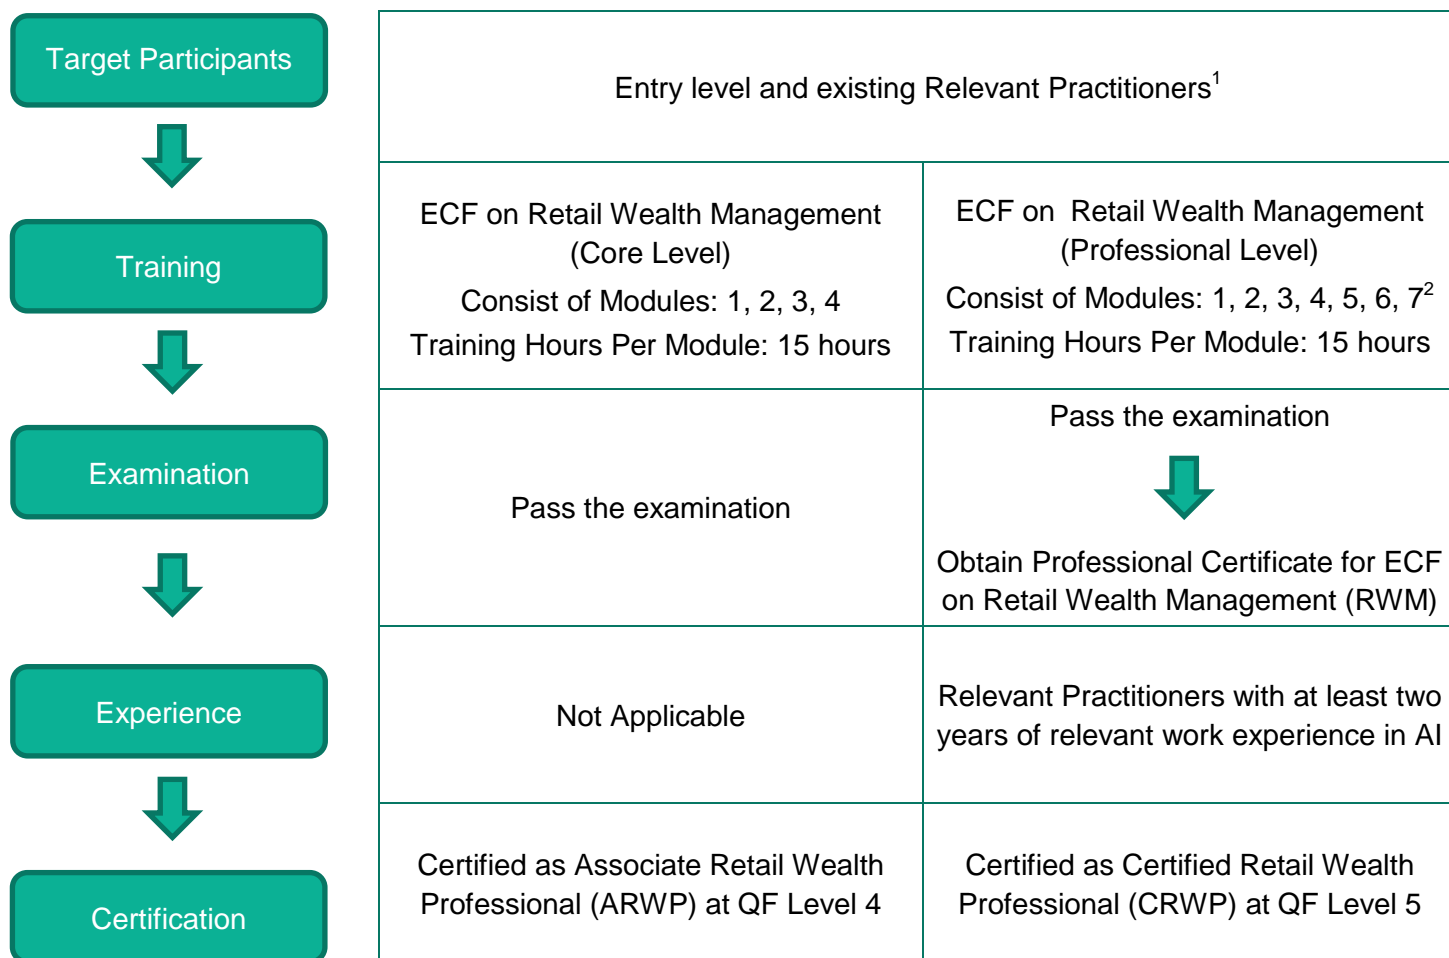 Target Participants
Entry level and existing Relevant Practitioners1
Training
ECF on Retail Wealth Management
(Core Level)
Consist of Modules: 1, 2, 3, 4
Training Hours Per Module: 15 hours
ECF on  Retail Wealth Management
(Professional Level)
Consist of Modules: 1, 2, 3, 4, 5, 6, 7²
Training Hours Per Module: 15 hours
Examination
Pass the examination
Pass the examination
Obtain Professional Certificate for ECF
on Retail Wealth Management (RWM)
Experience
Not Applicable
Relevant Practitioners with at least two
years of relevant work experience in AI
Certification
Certified as Associate Retail Wealth
Professional (ARWP) at QF Level 4
Certified as Certified Retail Wealth
Professional (CRWP) at QF Level 5